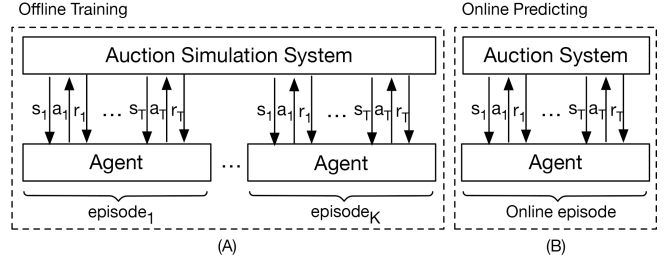 Offline Training
Online Predicting
Auction Simulation System
Auction System
s1 a1 r1 ... sT aT rT
s1 a1 r1 ... sT aT rT
s1 a1 r1 ... sT aT rT
Agent
...
Agent
Agent
episode1
episodeK
Online episode
(A)
(B)